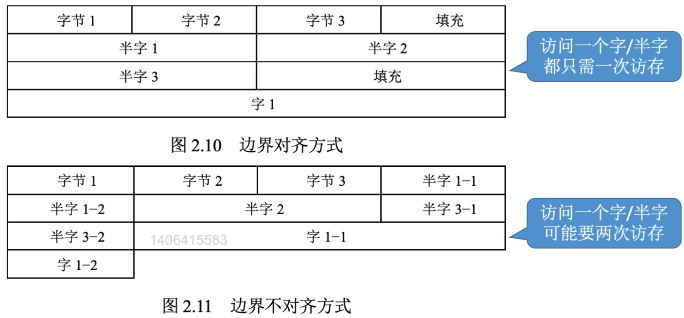 字节 1 字节 2 字节 3 填充
半字 1 半字 2
半字 3 填充
字 1
访问一个字/半字
都只需一次访存
图 2.10 边界对齐方式
字节 1 字节 2 字节 3 半字 1−1
半字 1−2 半字 2 半字 3−1
半字 3−2 1406415583 字 1−1
字 1−2
访问一个字/半字
可能要两次访存
图 2.11 边界不对齐方式